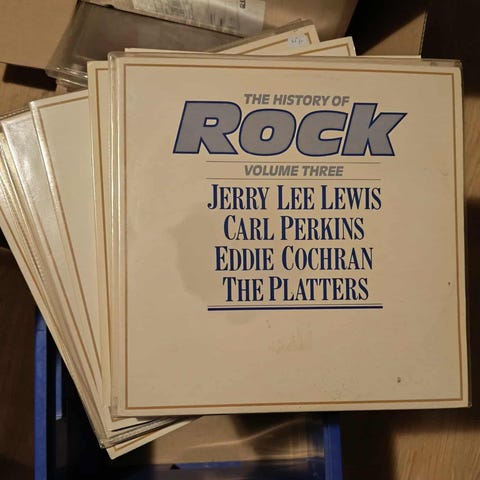 THE HISTORY OF
ROCK
VOLUME THREE
JERRY LEE LEWIS
CARL PERKINS
EDDIE COCHRAN
THE PLATTERS